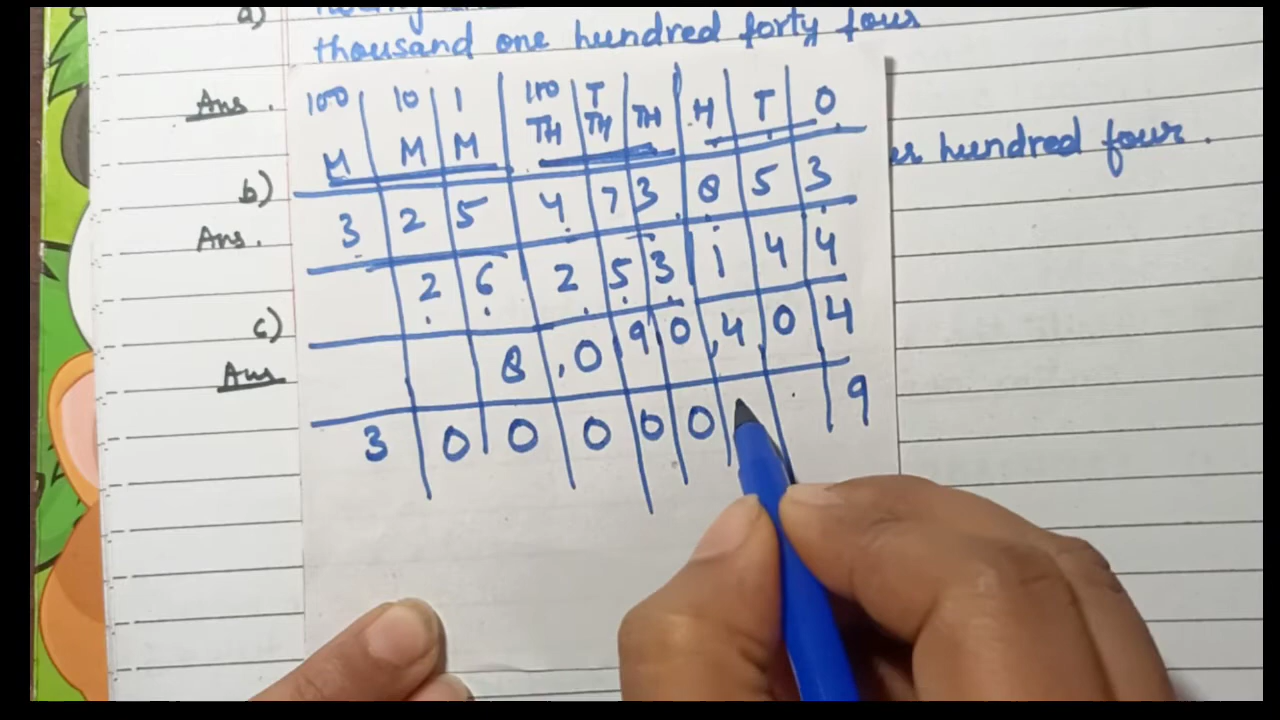 a)
thousand one hundred forty four
Ans. 100 10 1 100 T TH H T O
M M M TH TH
hundred four.
b) 3 2 5 4 7 3 8 5 3
Ans. 2 6 2 5 3 1 4 4
c) 8,0 9 0,4 0 4
Ans 3 0 0 0 0 0 9